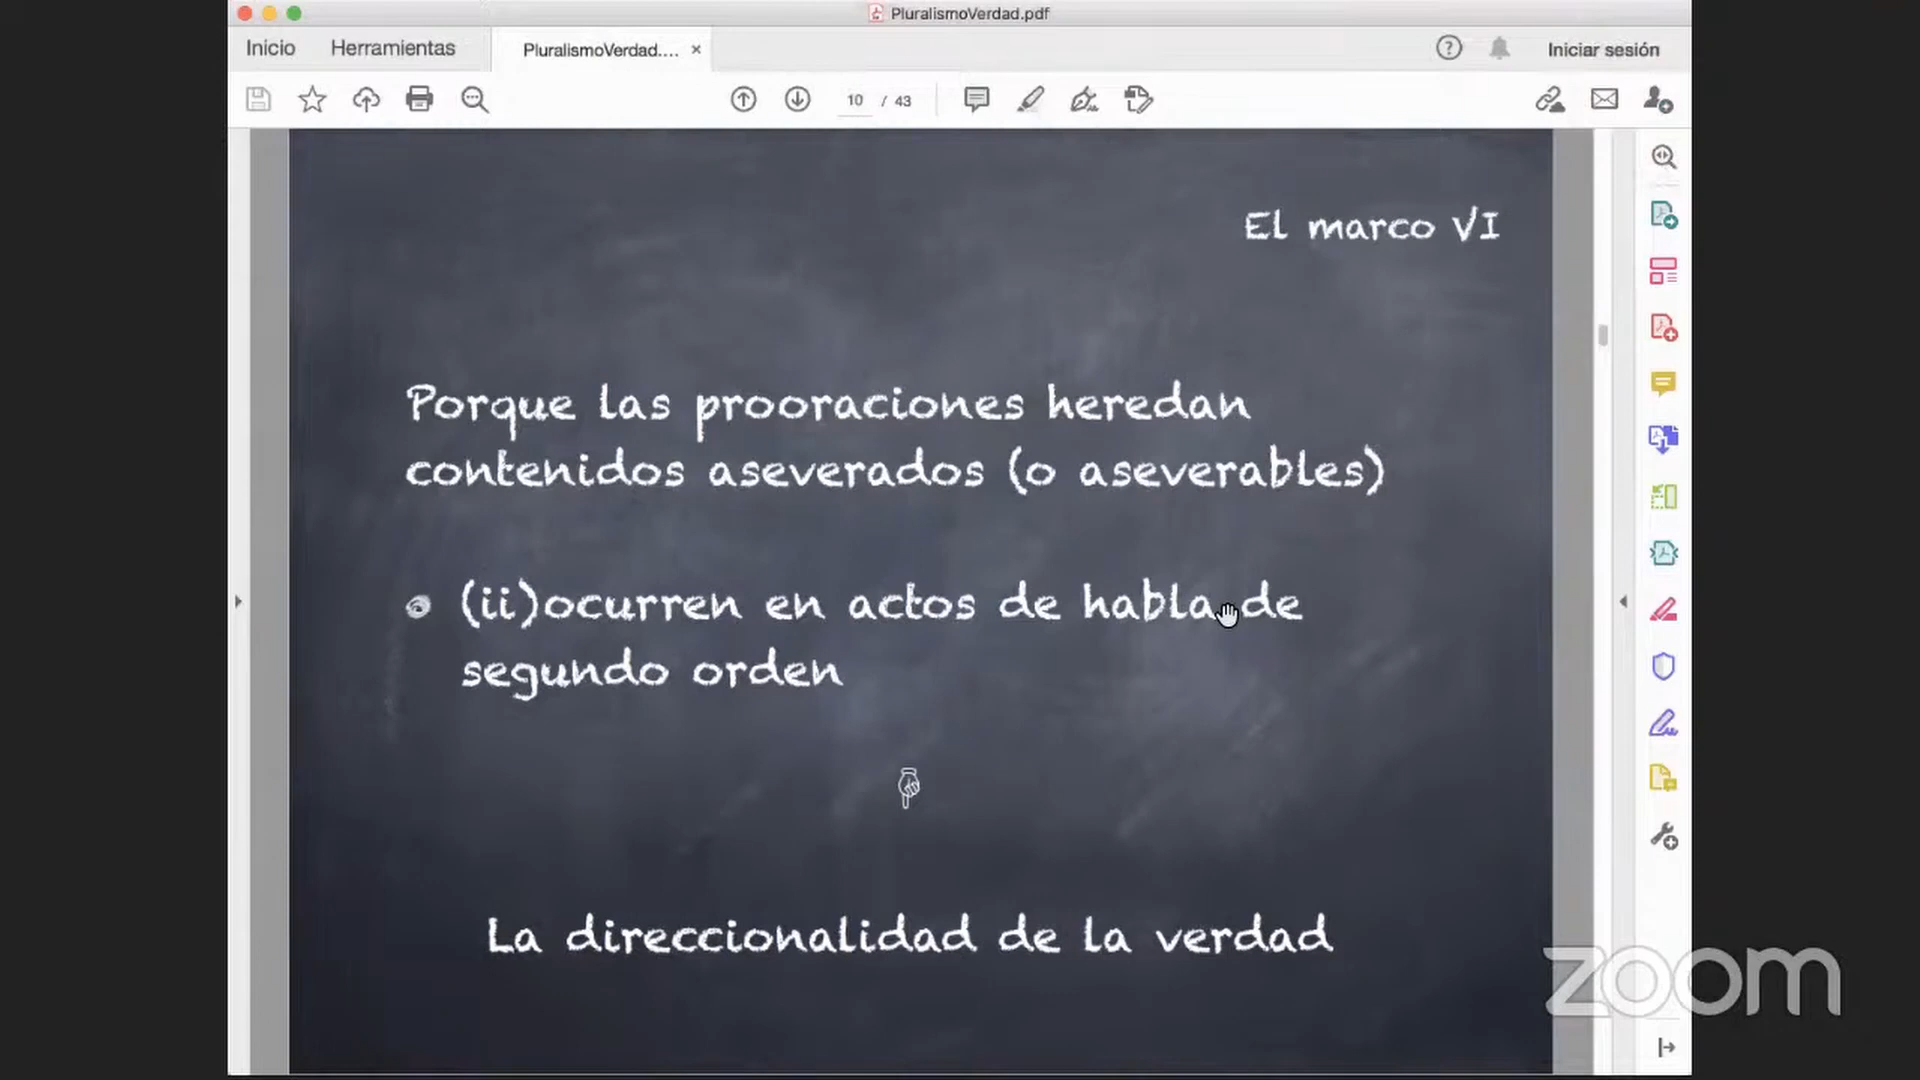 PluralismoVerdad.pdf
Inicio Herramientas PluralismoVerdad.... × Iniciar sesión
10 / 43
El marco VI
Porque las prooraciones heredan
contenidos aseverados (o aseverables)
(ii)ocurren en actos de habla de
segundo orden
La direccionalidad de la verdad
zoom